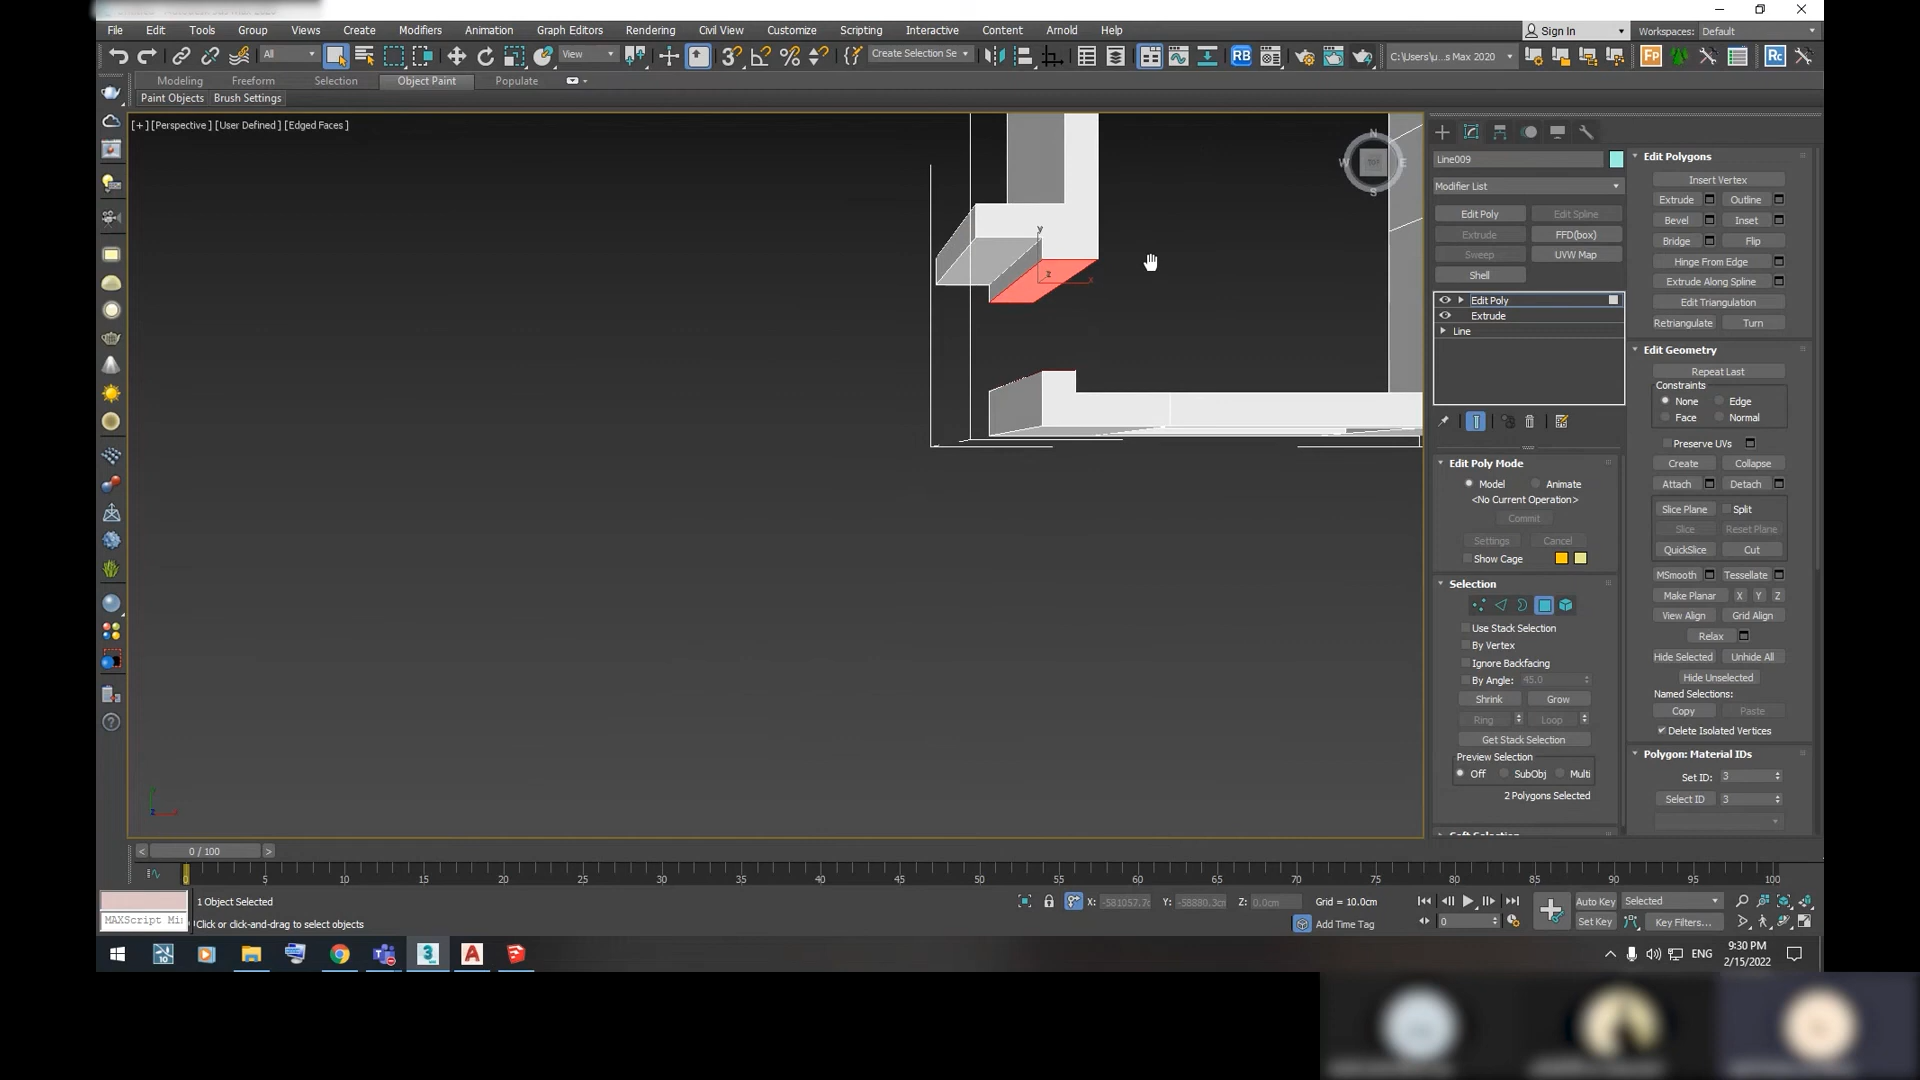 File Edit Tools Group Views Create Modifiers Animation Graph Editors Rendering Civil View Customize Scripting Interactive Content Arnold Help
Sign In Workspaces: Default
All View Create Selection Se C:\Users\u...s Max 2020
Modeling Freeform Selection Object Paint Populate
Paint Objects Brush Settings
[+] [Perspective] [User Defined] [Edged Faces]
N
W E
S
TOP
y
z
x
Line009
Modifier List
Edit Poly Edit Spline
Extrude FFD(box)
Sweep UVW Map
Shell
Edit Poly
Extrude
Line
Edit Poly Mode
Model Animate
<No Current Operation>
Commit
Settings Cancel
Show Cage
Selection
Use Stack Selection
By Vertex
Ignore Backfacing
By Angle: 45.0
Shrink Grow
Ring Loop
Get Stack Selection
Preview Selection
Off SubObj Multi
2 Polygons Selected
Edit Polygons
Insert Vertex
Extrude Outline
Bevel Inset
Bridge Flip
Hinge From Edge
Extrude Along Spline
Edit Triangulation
Retriangulate Turn
Edit Geometry
Repeat Last
Constraints
None Edge
Face Normal
Preserve UVs
Create Collapse
Attach Detach
Slice Plane Split
Slice Reset Plane
QuickSlice Cut
MSmooth Tessellate
Make Planar X Y Z
View Align Grid Align
Relax
Hide Selected Unhide All
Hide Unselected
Named Selections:
Copy Paste
Delete Isolated Vertices
Polygon: Material IDs
Set ID: 3
Select ID 3
0 / 100
0 5 10 15 20 25 30 35 40 45 50 55 60 65 70 75 80 85 90 95 100
1 Object Selected
MAXScript Mi
Click or click-and-drag to select objects
X: -581057.7 Y: -58880.3cm Z: 0.0cm Grid = 10.0cm
Add Time Tag
0
Auto Key Selected
Set Key Key Filters...
ENG
9:30 PM
2/15/2022